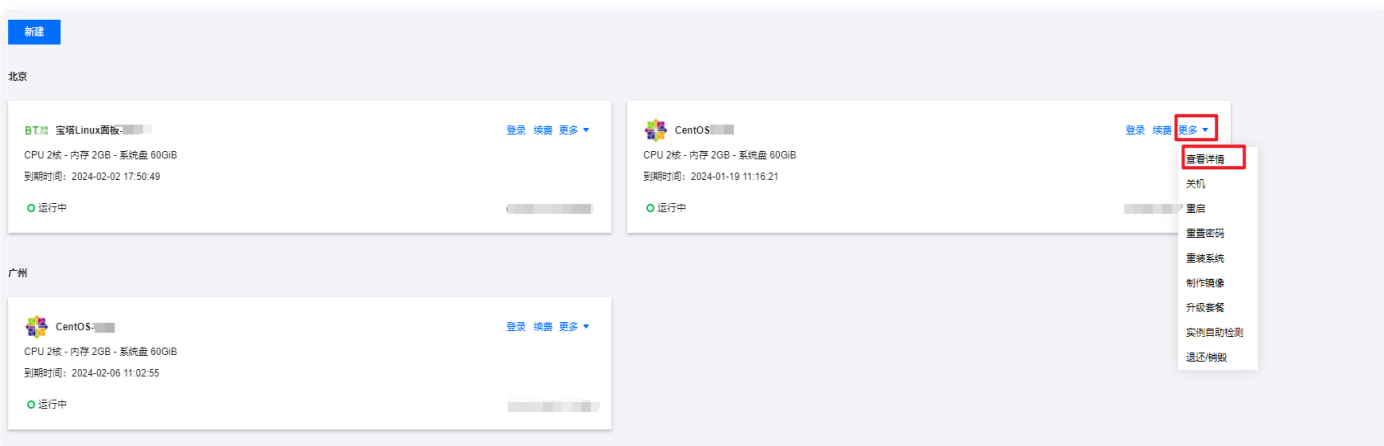 新建
北京
BT. 宝塔Linux面板-
登录 续费 更多
CPU 2核 - 内存 2GB - 系统盘 60GiB
到期时间：2024-02-02 17:50:49
运行中
CentOS
登录 续费 更多
CPU 2核 - 内存 2GB - 系统盘 60GiB
到期时间：2024-01-19 11:16:21
运行中
查看详情
关机
重启
重置密码
重装系统
制作镜像
升级套餐
实例自助检测
退还/销毁
广州
CentOS-
登录 续费 更多
CPU 2核 - 内存 2GB - 系统盘 60GiB
到期时间：2024-02-06 11:02:55
运行中